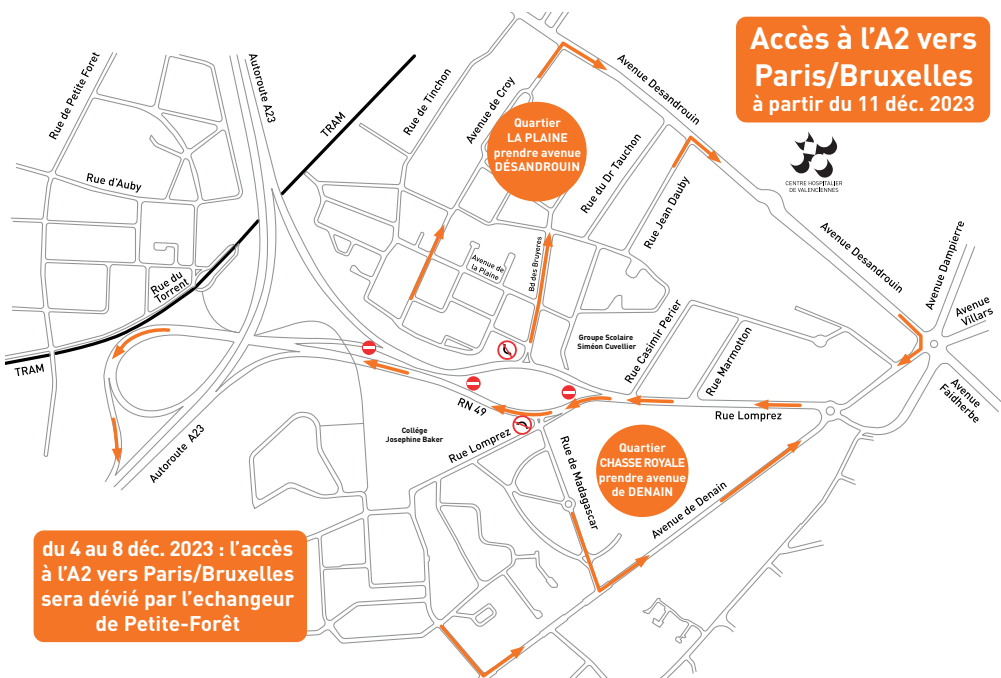 Accès à l'A2 vers
Paris/Bruxelles
à partir du 11 déc. 2023
CENTRE HOSPITALIER
DE VALENCIENNES
Rue de Petite Foret
Autoroute A23
TRAM
Rue de Tinchon
Avenue de Croy
Avenue Desandrouin
Quartier
LA PLAINE
prendre avenue
DÉSANDROUIN
Rue du Dr Tauchon
Rue Jean Dauby
Rue d'Auby
Avenue Desandrouin
Avenue Dampierre
Avenue
Villars
Avenue
Faidherbe
Avenue de
la Plaine
Bd des Bruyeres
Rue du
Torrent
TRAM
Groupe Scolaire
Siméon Cuvellier
Rue Casimir Perier
Rue Marmotton
Rue Lomprez
RN 49
Collége
Josephine Baker
Rue Lomprez
Autoroute A23
Rue de Madagascar
Quartier
CHASSE ROYALE
prendre avenue
de DENAIN
Avenue de Denain
du 4 au 8 déc. 2023 : l'accès
à l'A2 vers Paris/Bruxelles
sera dévié par l'echangeur
de Petite-Forêt